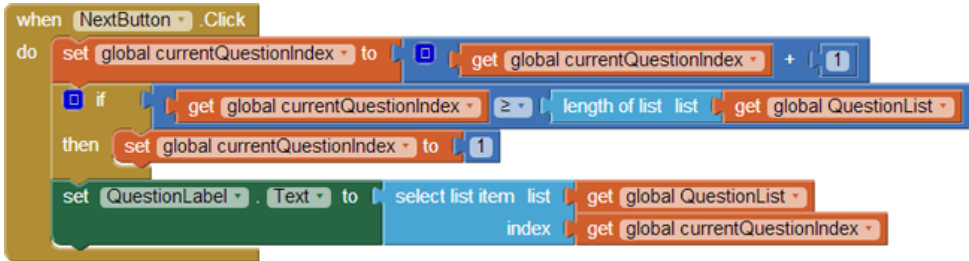 when NextButton .Click
do set global currentQuestionIndex to get global currentQuestionIndex + 1
if get global currentQuestionIndex ≥ length of list list get global QuestionList
then set global currentQuestionIndex to 1
set QuestionLabel . Text to select list item list get global QuestionList
index get global currentQuestionIndex